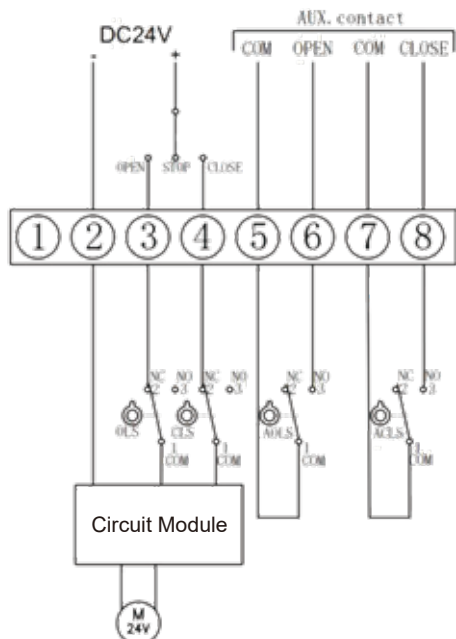 AUX. contact
DC24V
- +
COM OPEN COM CLOSE
OPEN STOP CLOSE
1 2 3 4 5 6 7 8
NC NO NC NO NC NO NC NO
2 3 2 3 2 3 2 3
OLS CLS AOLS ACLS
1 1 1 1
COM COM COM COM
Circuit Module
M
24V